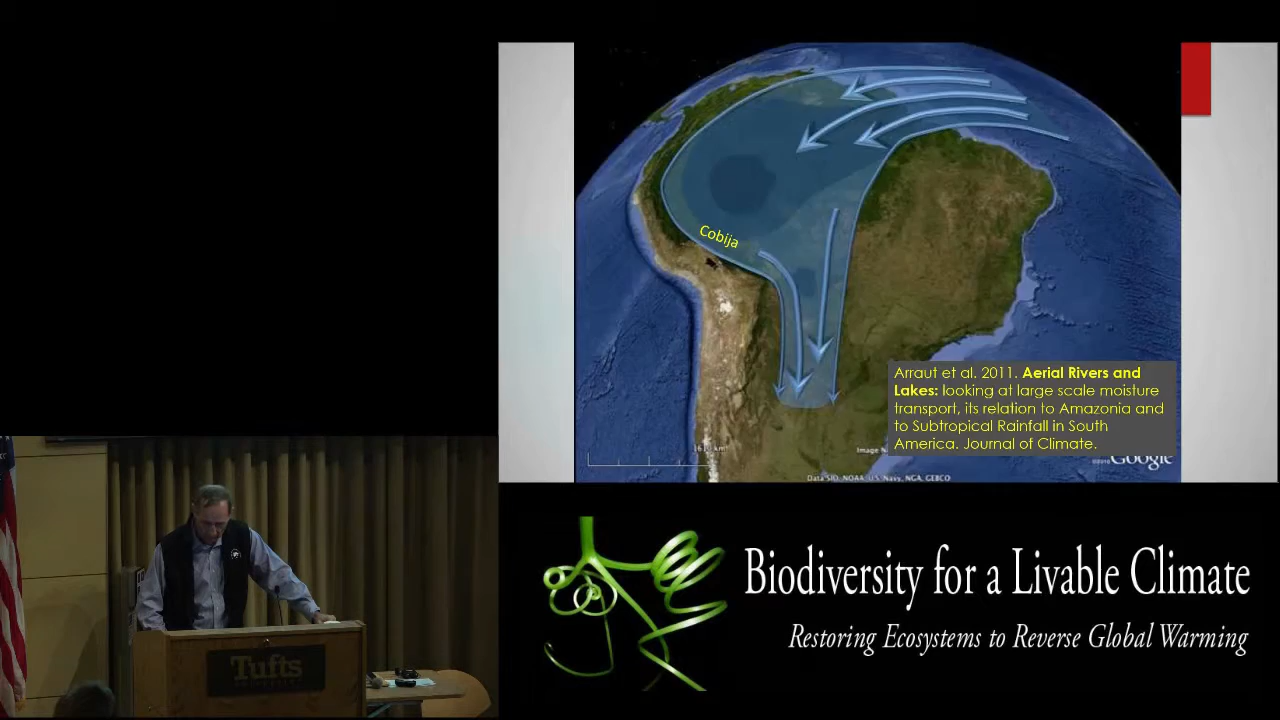 Cobija
Arraut et al. 2011. Aerial Rivers and
Lakes: looking at large scale moisture
transport, its relation to Amazonia and
to Subtropical Rainfall in South
America. Journal of Climate.
Image
Google
Data SIO, NOAA, U.S. Navy, NGA, GEBCO
Tufts
Biodiversity for a Livable Climate
Restoring Ecosystems to Reverse Global Warming